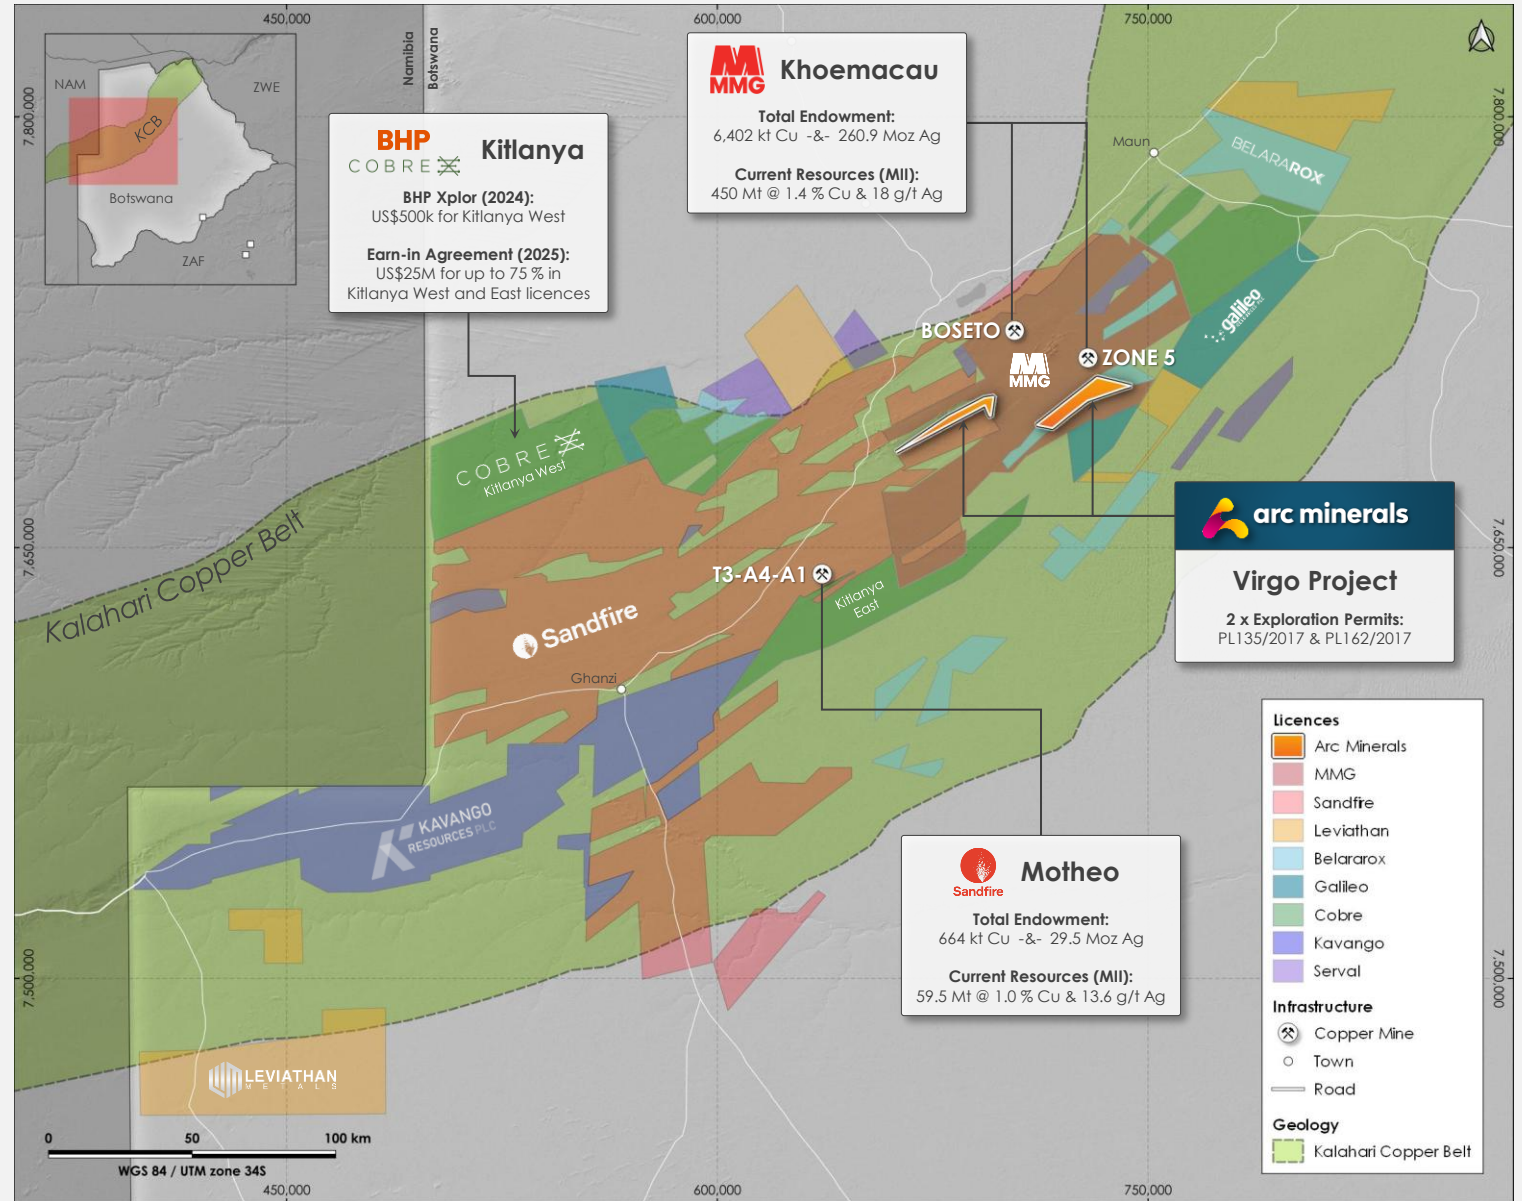 450,000
600,000
750,000
7,800,000
7,650,000
7,500,000
7,800,000
7,650,000
7,500,000
450,000
600,000
750,000
NAM
ZWE
KCB
Botswana
ZAF
Namibia
Botswana
BHP
COBRE
Kitlanya
BHP Xplor (2024):
US$500k for Kitlanya West
Earn-in Agreement (2025):
US$25M for up to 75 % in
Kitlanya West and East licences
MMG
Khoemacau
Total Endowment:
6,402 kt Cu -&- 260.9 Moz Ag
Current Resources (MII):
450 Mt @ 1.4 % Cu & 18 g/t Ag
Maun
BELARAROX
galileo
BOSETO
ZONE 5
MMG
COBRE
Kitlanya West
Kalahari Copper Belt
T3-A4-A1
Kitlanya
East
Sandfire
Ghanzi
arc minerals
Virgo Project
2 x Exploration Permits:
PL135/2017 & PL162/2017
KAVANGO
RESOURCES PLC
Sandfire
Motheo
Total Endowment:
664 kt Cu -&- 29.5 Moz Ag
Current Resources (MII):
59.5 Mt @ 1.0 % Cu & 13.6 g/t Ag
LEVIATHAN
METALS
Licences
Arc Minerals
MMG
Sandfire
Leviathan
Belararox
Galileo
Cobre
Kavango
Serval
Infrastructure
Copper Mine
Town
Road
Geology
Kalahari Copper Belt
0 50 100 km
WGS 84 / UTM zone 34S